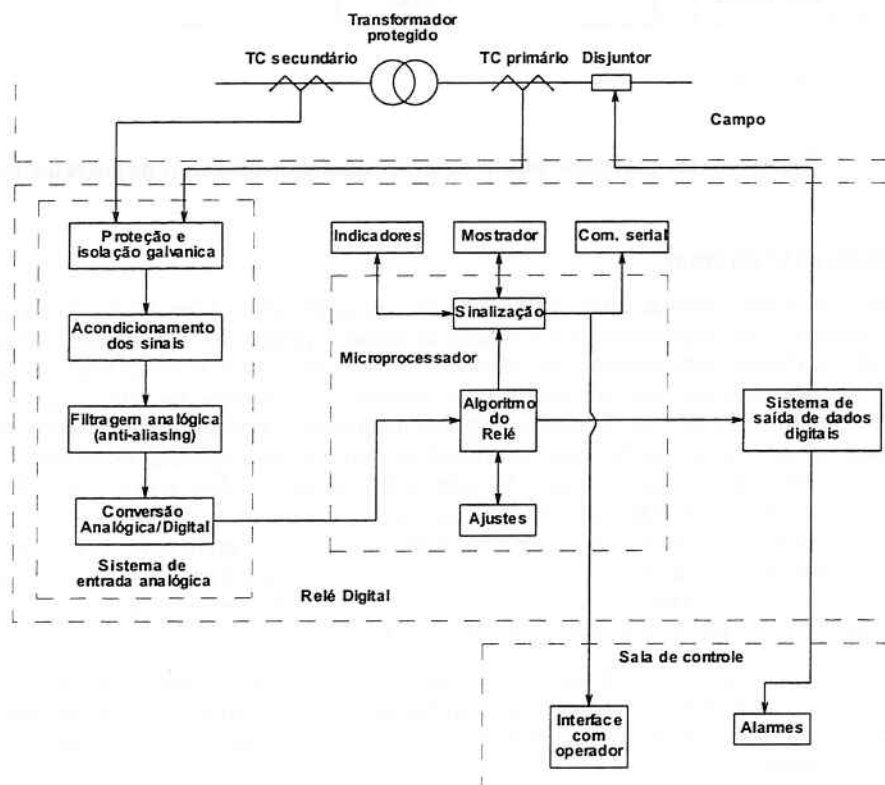 Transformador
protegido
TC secundário
TC primário
Disjuntor
Campo
Proteção e
isolação galvanica
Indicadores
Mostrador
Com. serial
Acondicionamento
dos sinais
Sinalização
Microprocessador
Filtragem analógica
(anti-aliasing)
Algoritmo
do
Relé
Sistema de
saída de dados
digitais
Conversão
Analógica/Digital
Ajustes
Sistema de
entrada analógica
Relé Digital
Sala de controle
Interface
com
operador
Alarmes